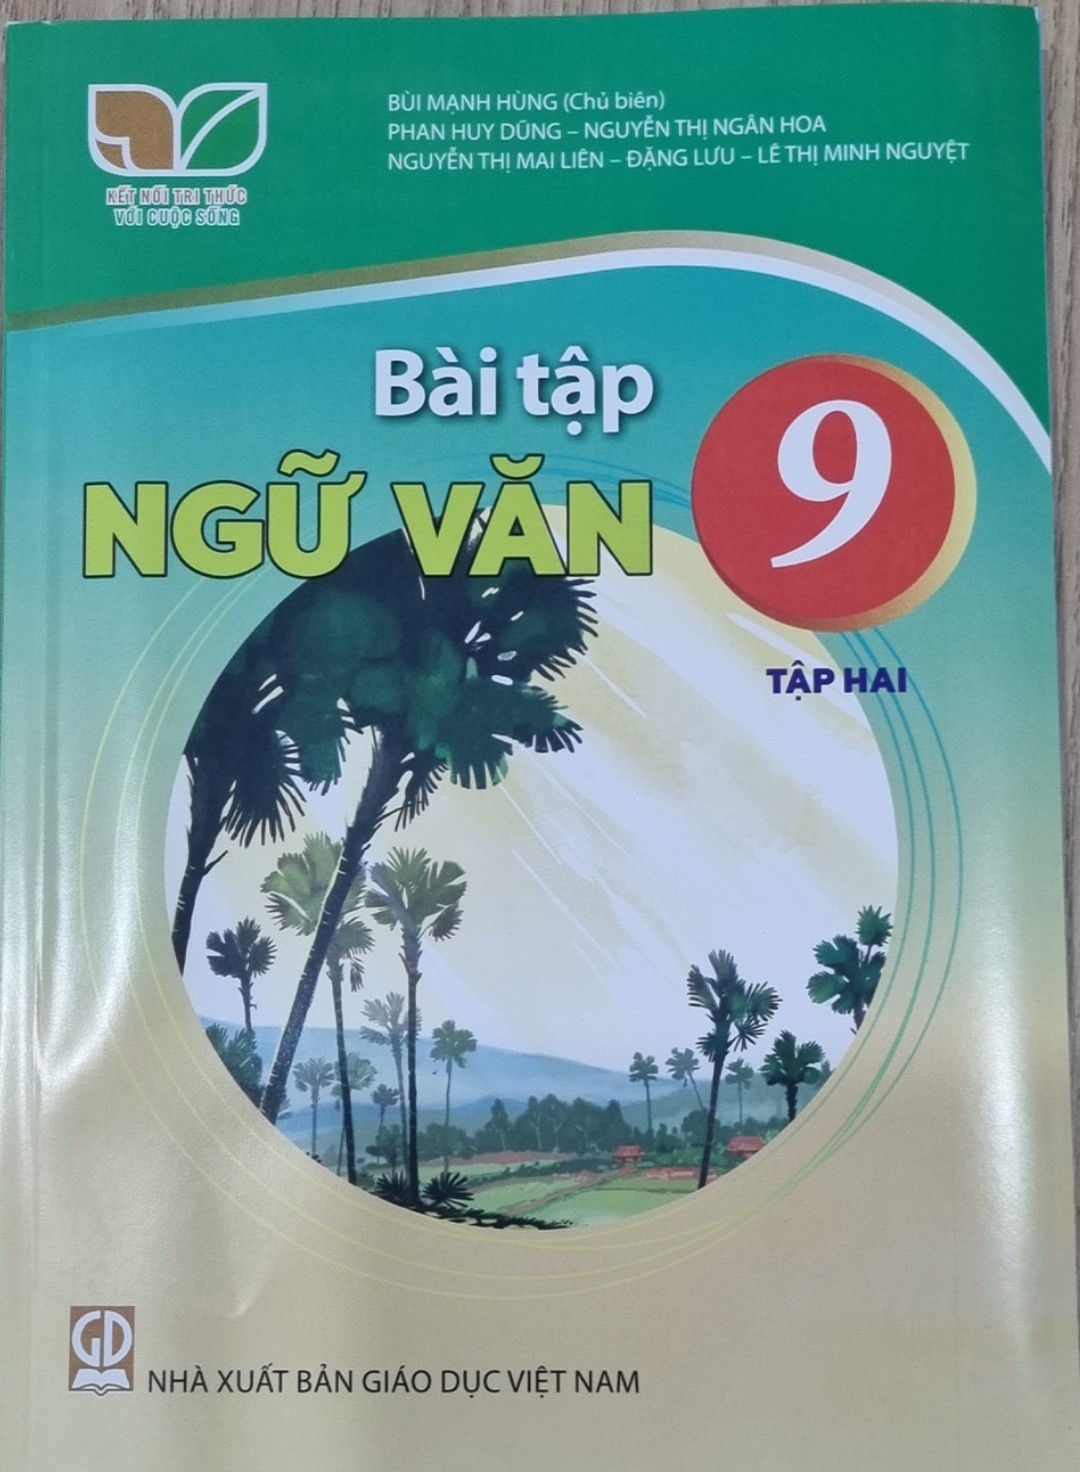 BÙI MẠNH HÙNG (Chủ biên)
PHAN HUY DŨNG – NGUYỄN THỊ NGÂN HOA
NGUYỄN THỊ MAI LIÊN – ĐẶNG LƯU – LÊ THỊ MINH NGUYỆT
KẾT NỐI TRI THỨC
VỚI CUỘC SỐNG
Bài tập
NGỮ VĂN 9
TẬP HAI
GD
NHÀ XUẤT BẢN GIÁO DỤC VIỆT NAM